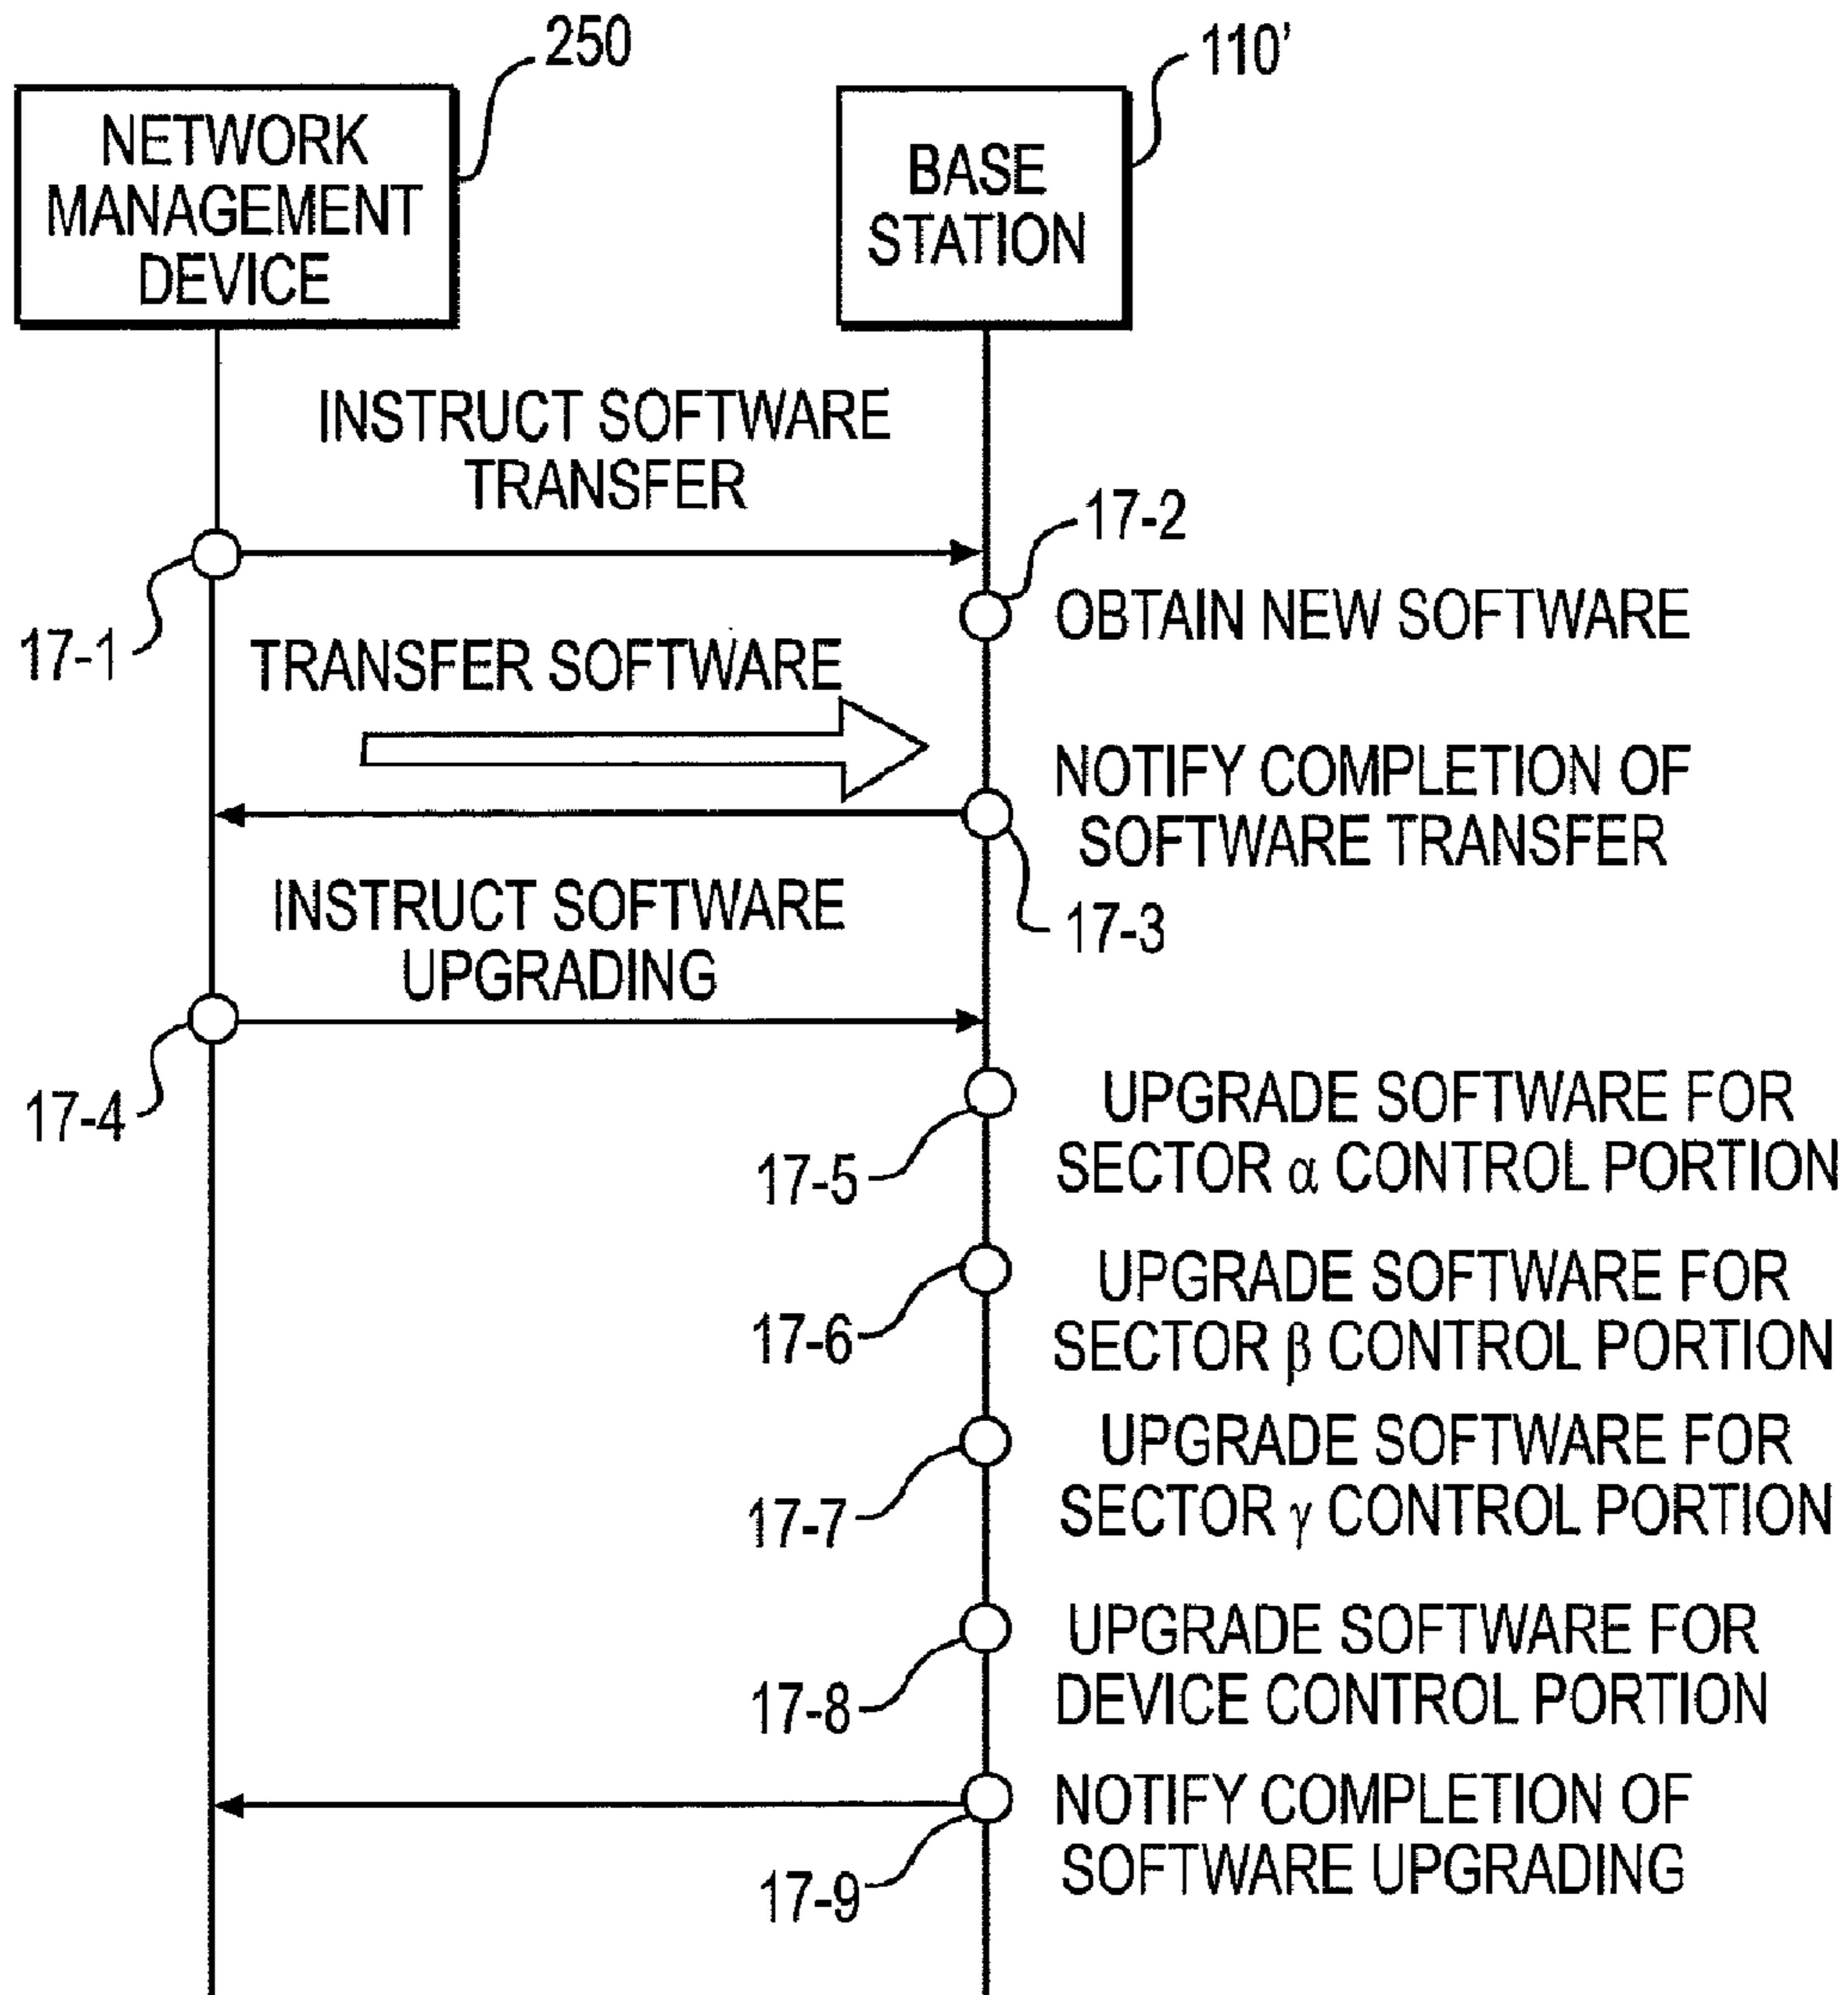 250
110'
NETWORK
MANAGEMENT
DEVICE
BASE
STATION
INSTRUCT SOFTWARE
TRANSFER
17-1
17-2
OBTAIN NEW SOFTWARE
TRANSFER SOFTWARE
NOTIFY COMPLETION OF
SOFTWARE TRANSFER
17-3
INSTRUCT SOFTWARE
UPGRADING
17-4
UPGRADE SOFTWARE FOR
SECTOR α CONTROL PORTION
17-5
UPGRADE SOFTWARE FOR
SECTOR β CONTROL PORTION
17-6
UPGRADE SOFTWARE FOR
SECTOR γ CONTROL PORTION
17-7
UPGRADE SOFTWARE FOR
DEVICE CONTROL PORTION
17-8
NOTIFY COMPLETION OF
SOFTWARE UPGRADING
17-9